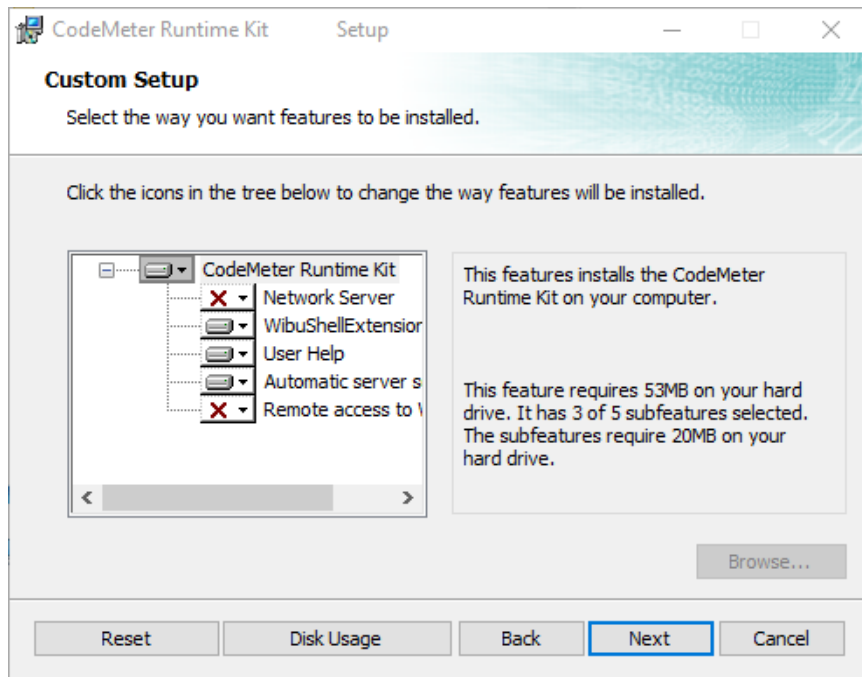 CodeMeter Runtime Kit Setup
Custom Setup
Select the way you want features to be installed.
Click the icons in the tree below to change the way features will be installed.
CodeMeter Runtime Kit
Network Server
WibuShellExtension
User Help
Automatic server s
Remote access to
This features installs the CodeMeter
Runtime Kit on your computer.
This feature requires 53MB on your hard
drive. It has 3 of 5 subfeatures selected.
The subfeatures require 20MB on your
hard drive.
Browse...
Reset Disk Usage Back Next Cancel